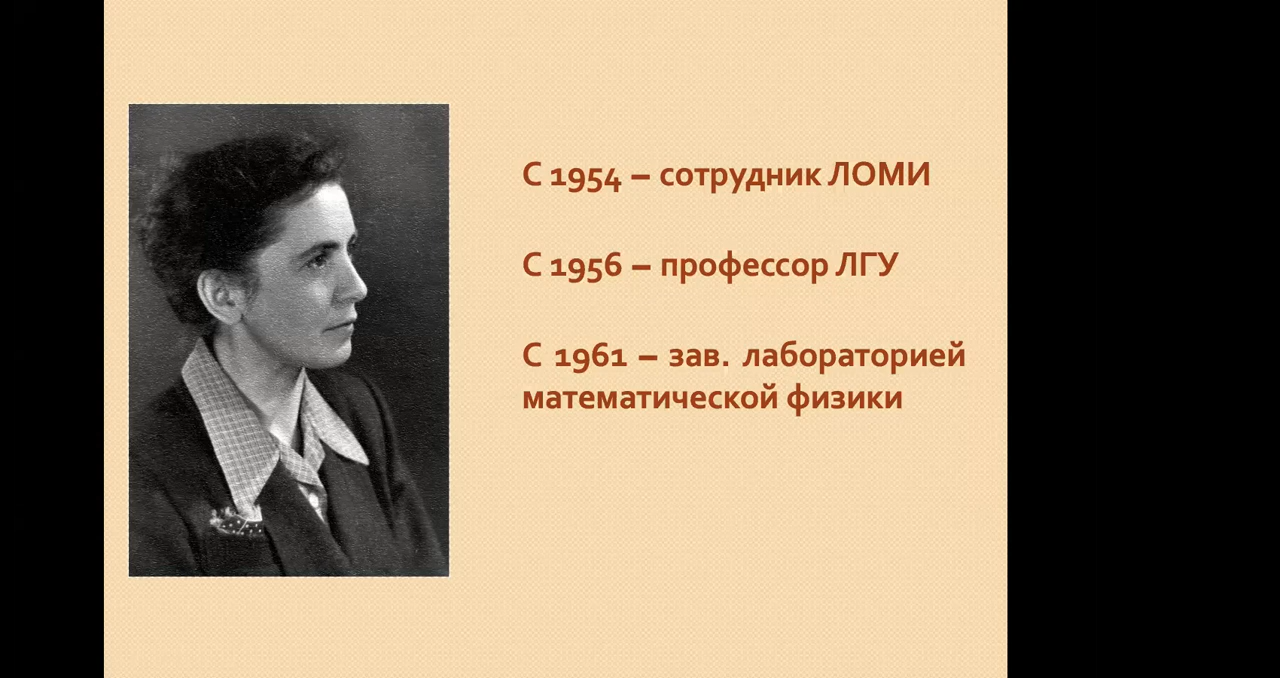 С 1954 – сотрудник ЛОМИ
С 1956 – профессор ЛГУ
С 1961 – зав. лабораторией
математической физики